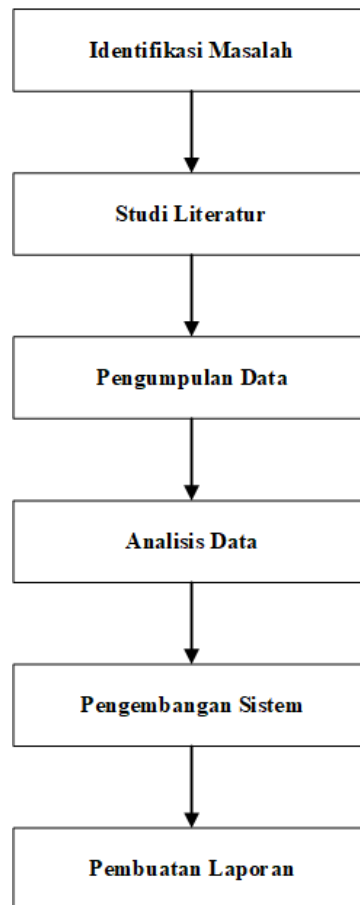 Identifikasi Masalah
Studi Literatur
Pengumpulan Data
Analisis Data
Pengembangan Sistem
Pembuatan Laporan